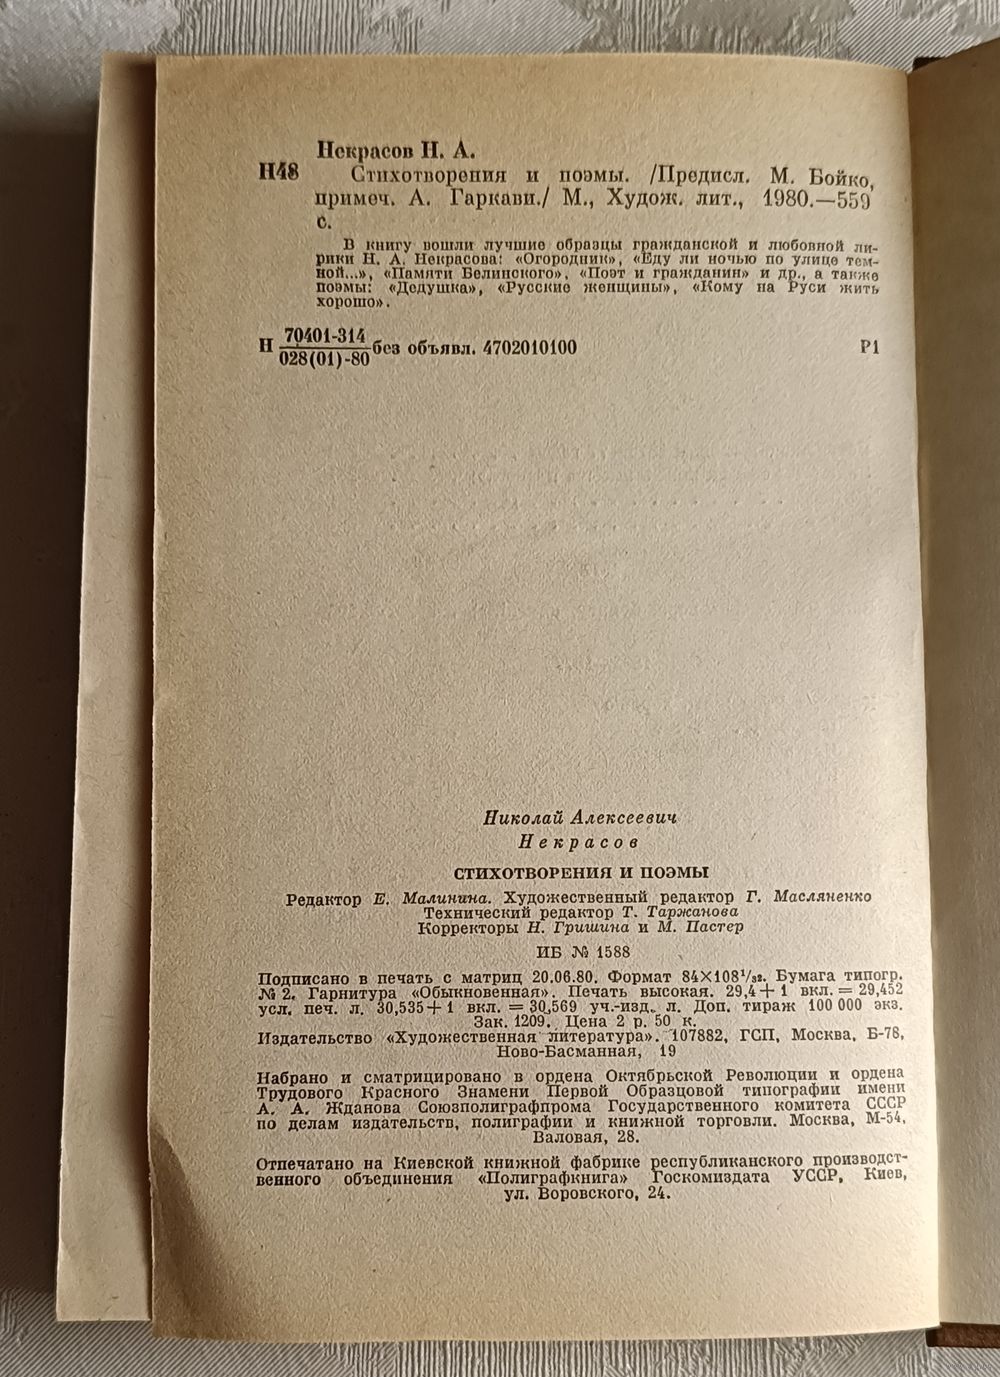 Некрасов Н. А.
Н48 Стихотворения и поэмы. /Предисл. М. Бойко,
примеч. А. Гаркави./ М., Худож. лит., 1980.—559
с.
В книгу вошли лучшие образцы гражданской и любовной ли-
рики Н. А. Некрасова: «Огородник», «Еду ли ночью по улице тем-
ной...», «Памяти Белинского», «Поэт и гражданин» и др., а также
поэмы: «Дедушка», «Русские женщины», «Кому на Руси жить
хорошо».
70401-314
Н без объявл. 4702010100 Р1
028(01)-80
Николай Алексеевич
Некрасов
СТИХОТВОРЕНИЯ И ПОЭМЫ
Редактор Е. Малинина. Художественный редактор Г. Масляненко
Технический редактор Т. Таржанова
Корректоры Н. Гришина и М. Пастер
ИБ № 1588
Подписано в печать с матриц 20.06.80. Формат 84×108¹/₃₂. Бумага типогр.
№ 2. Гарнитура «Обыкновенная». Печать высокая. 29,4+1 вкл. = 29,452
усл. печ. л. 30,535+1 вкл. = 30,569 уч.-изд. л. Доп. тираж 100 000 экз.
Зак. 1209. Цена 2 р. 50 к.
Издательство «Художественная литература». 107882, ГСП, Москва, Б-78,
Ново-Басманная, 19
Набрано и сматрицировано в ордена Октябрьской Революции и ордена
Трудового Красного Знамени Первой Образцовой типографии имени
А. А. Жданова Союзполиграфпрома Государственного комитета СССР
по делам издательств, полиграфии и книжной торговли. Москва, М-54,
Валовая, 28.
Отпечатано на Киевской книжной фабрике республиканского производст-
венного объединения «Полиграфкнига» Госкомиздата УССР, Киев,
ул. Воровского, 24.